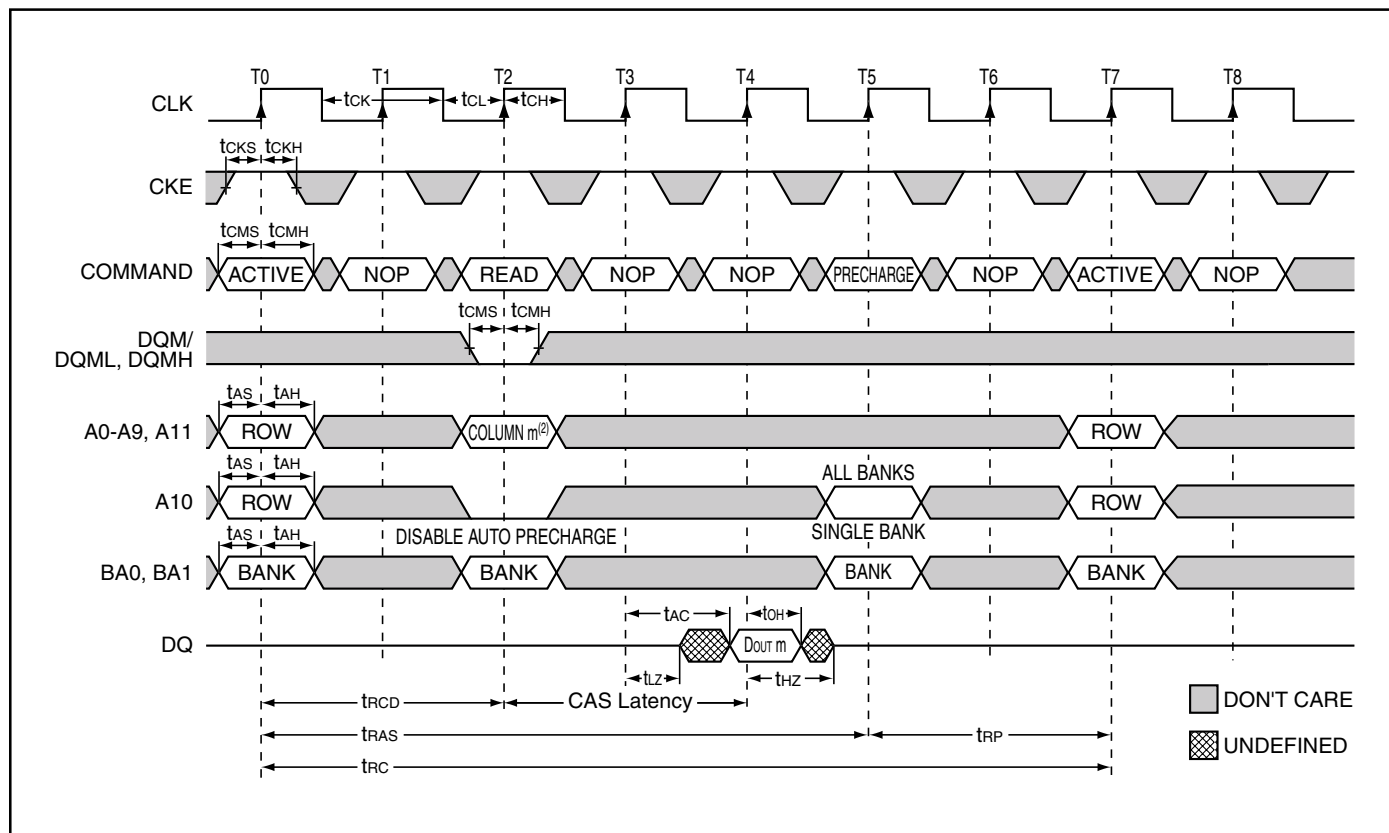 T0 T1 T2 T3 T4 T5 T6 T7 T8
CLK tCK tCL tCH
tCKS tCKH
CKE
tCMS tCMH
COMMAND ACTIVE NOP READ NOP NOP PRECHARGE NOP ACTIVE NOP
tCMS tCMH
DQM/
DQML, DQMH
tAS tAH
A0-A9, A11 ROW COLUMN m(2) ROW
tAS tAH ALL BANKS
A10 ROW ROW
DISABLE AUTO PRECHARGE SINGLE BANK
tAS tAH
BA0, BA1 BANK BANK BANK BANK
tAC tOH
DQ DOUT m
tLZ tHZ
tRCD CAS Latency
DON'T CARE
tRAS tRP
UNDEFINED
tRC